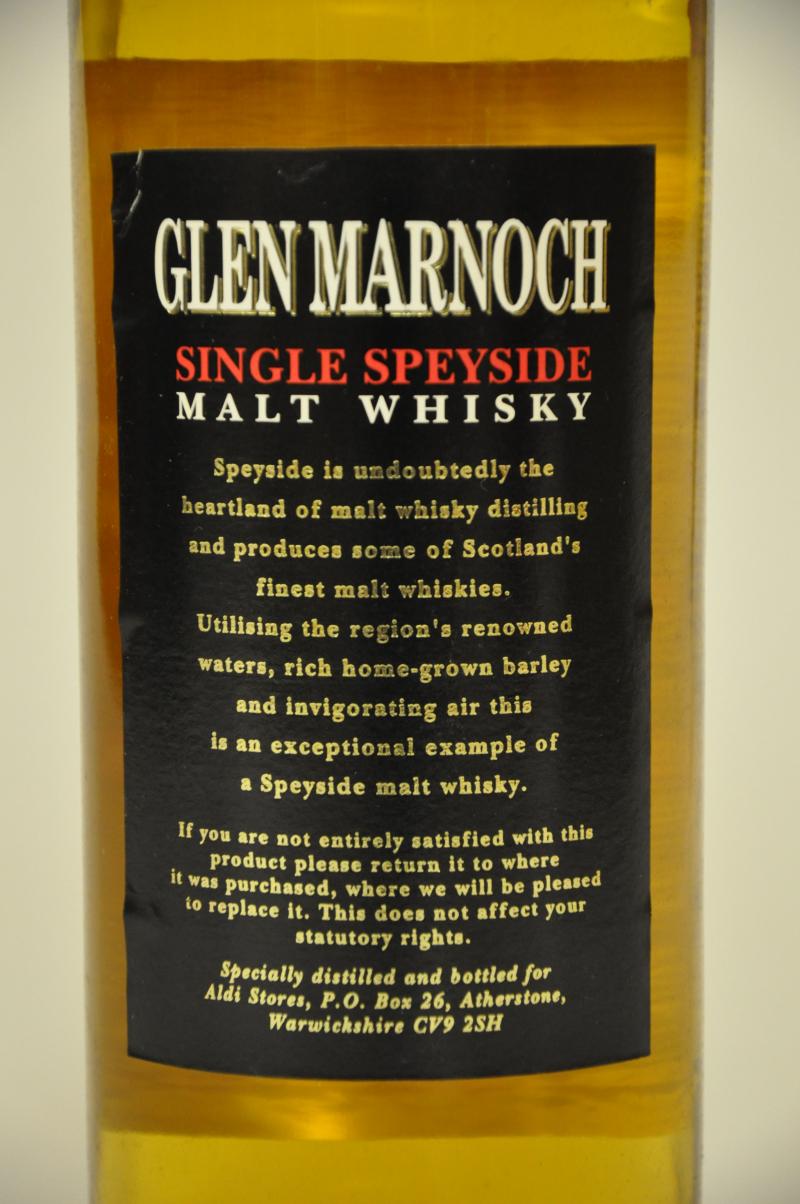 GLEN MARNOCH
SINGLE SPEYSIDE
MALT WHISKY
Speyside is undoubtedly the
heartland of malt whisky distilling
and produces some of Scotland's
finest malt whiskies.
Utilising the region's renowned
waters, rich home-grown barley
and invigorating air this
is an exceptional example of
a Speyside malt whisky.
If you are not entirely satisfied with this
product please return it to where
it was purchased, where we will be pleased
to replace it. This does not affect your
statutory rights.
Specially distilled and bottled for
Aldi Stores, P.O. Box 26, Atherstone,
Warwickshire CV9 2SH